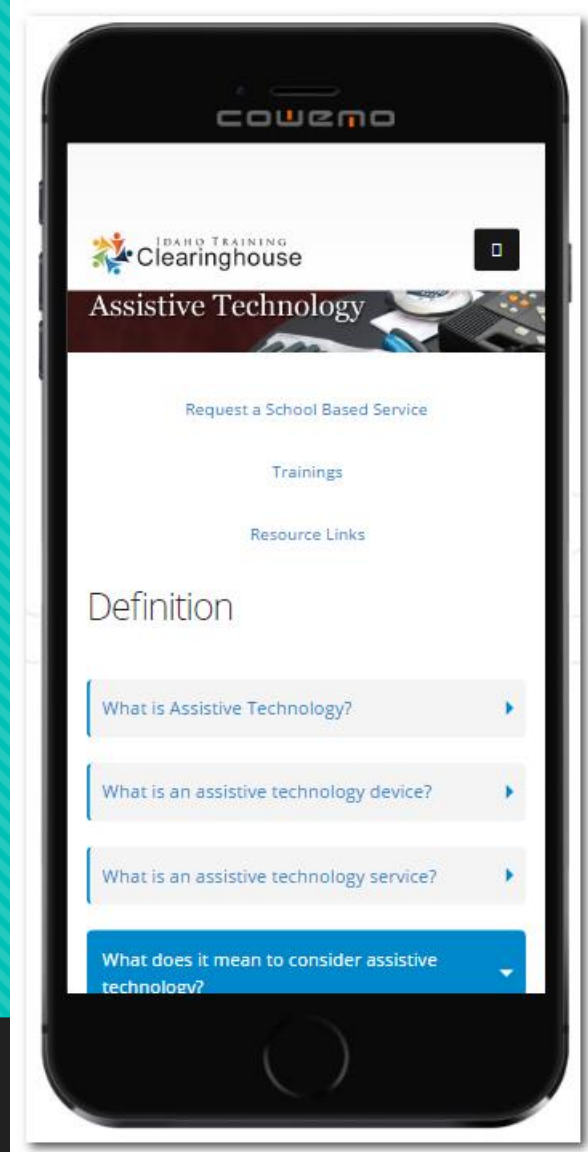 cowemo
IDAHO TRAINING
Clearinghouse
Assistive Technology
Request a School Based Service
Trainings
Resource Links
Definition
What is Assistive Technology?
What is an assistive technology device?
What is an assistive technology service?
What does it mean to consider assistive
technology?